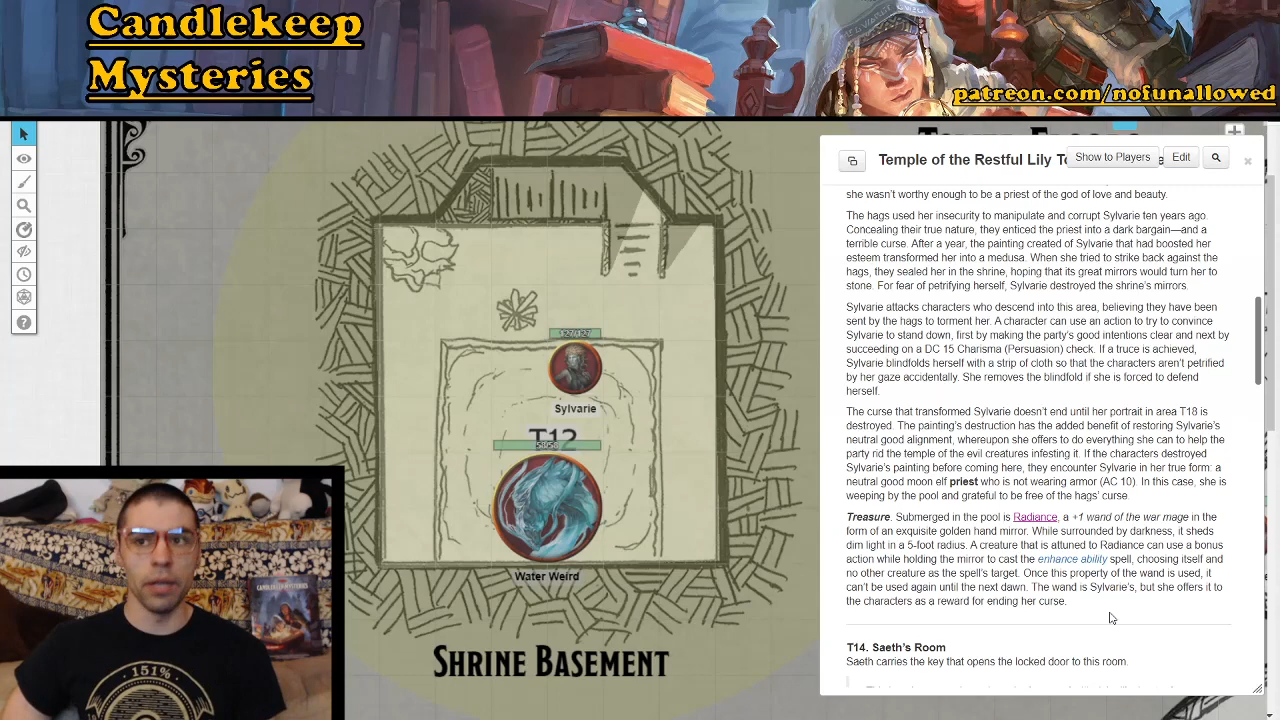 Candlekeep
Mysteries
patreon.com/nofunallowed
Temple of the Restful Lily
Show to Players
Edit
she wasn't worthy enough to be a priest of the god of love and beauty.
The hags used her insecurity to manipulate and corrupt Sylvarie ten years ago.
Concealing their true nature, they enticed the priest into a dark bargain—and a
terrible curse. After a year, the painting created of Sylvarie that had boosted her
esteem transformed her into a medusa. When she tried to strike back against the
hags, they sealed her in the shrine, hoping that its great mirrors would turn her to
stone. For fear of petrifying herself, Sylvarie destroyed the shrine's mirrors.
Sylvarie attacks characters who descend into this area, believing they have been
sent by the hags to torment her. A character can use an action to try to convince
Sylvarie to stand down, first by making the party's good intentions clear and next by
succeeding on a DC 15 Charisma (Persuasion) check. If a truce is achieved,
Sylvarie blindfolds herself with a strip of cloth so that the characters aren't petrified
by her gaze accidentally. She removes the blindfold if she is forced to defend
herself.
The curse that transformed Sylvarie doesn't end until her portrait in area T18 is
destroyed. The painting's destruction has the added benefit of restoring Sylvarie's
neutral good alignment, whereupon she offers to do everything she can to help the
party rid the temple of the evil creatures infesting it. If the characters destroyed
Sylvarie's painting before coming here, they encounter Sylvarie in her true form: a
neutral good moon elf priest who is not wearing armor (AC 10). In this case, she is
weeping by the pool and grateful to be free of the hags' curse.
Treasure. Submerged in the pool is Radiance, a +1 wand of the war mage in the
form of an exquisite golden hand mirror. While surrounded by darkness, it sheds
dim light in a 5-foot radius. A creature that is attuned to Radiance can use a bonus
action while holding the mirror to cast the enhance ability spell, choosing itself and
no other creature as the spell's target. Once this property of the wand is used, it
can't be used again until the next dawn. The wand is Sylvarie's, but she offers it to
the characters as a reward for ending her curse.
T14. Saeth's Room
Saeth carries the key that opens the locked door to this room.
127/127
Sylvarie
T12
58/58
Water Weird
Shrine Basement
Candlekeep Mysteries
151%